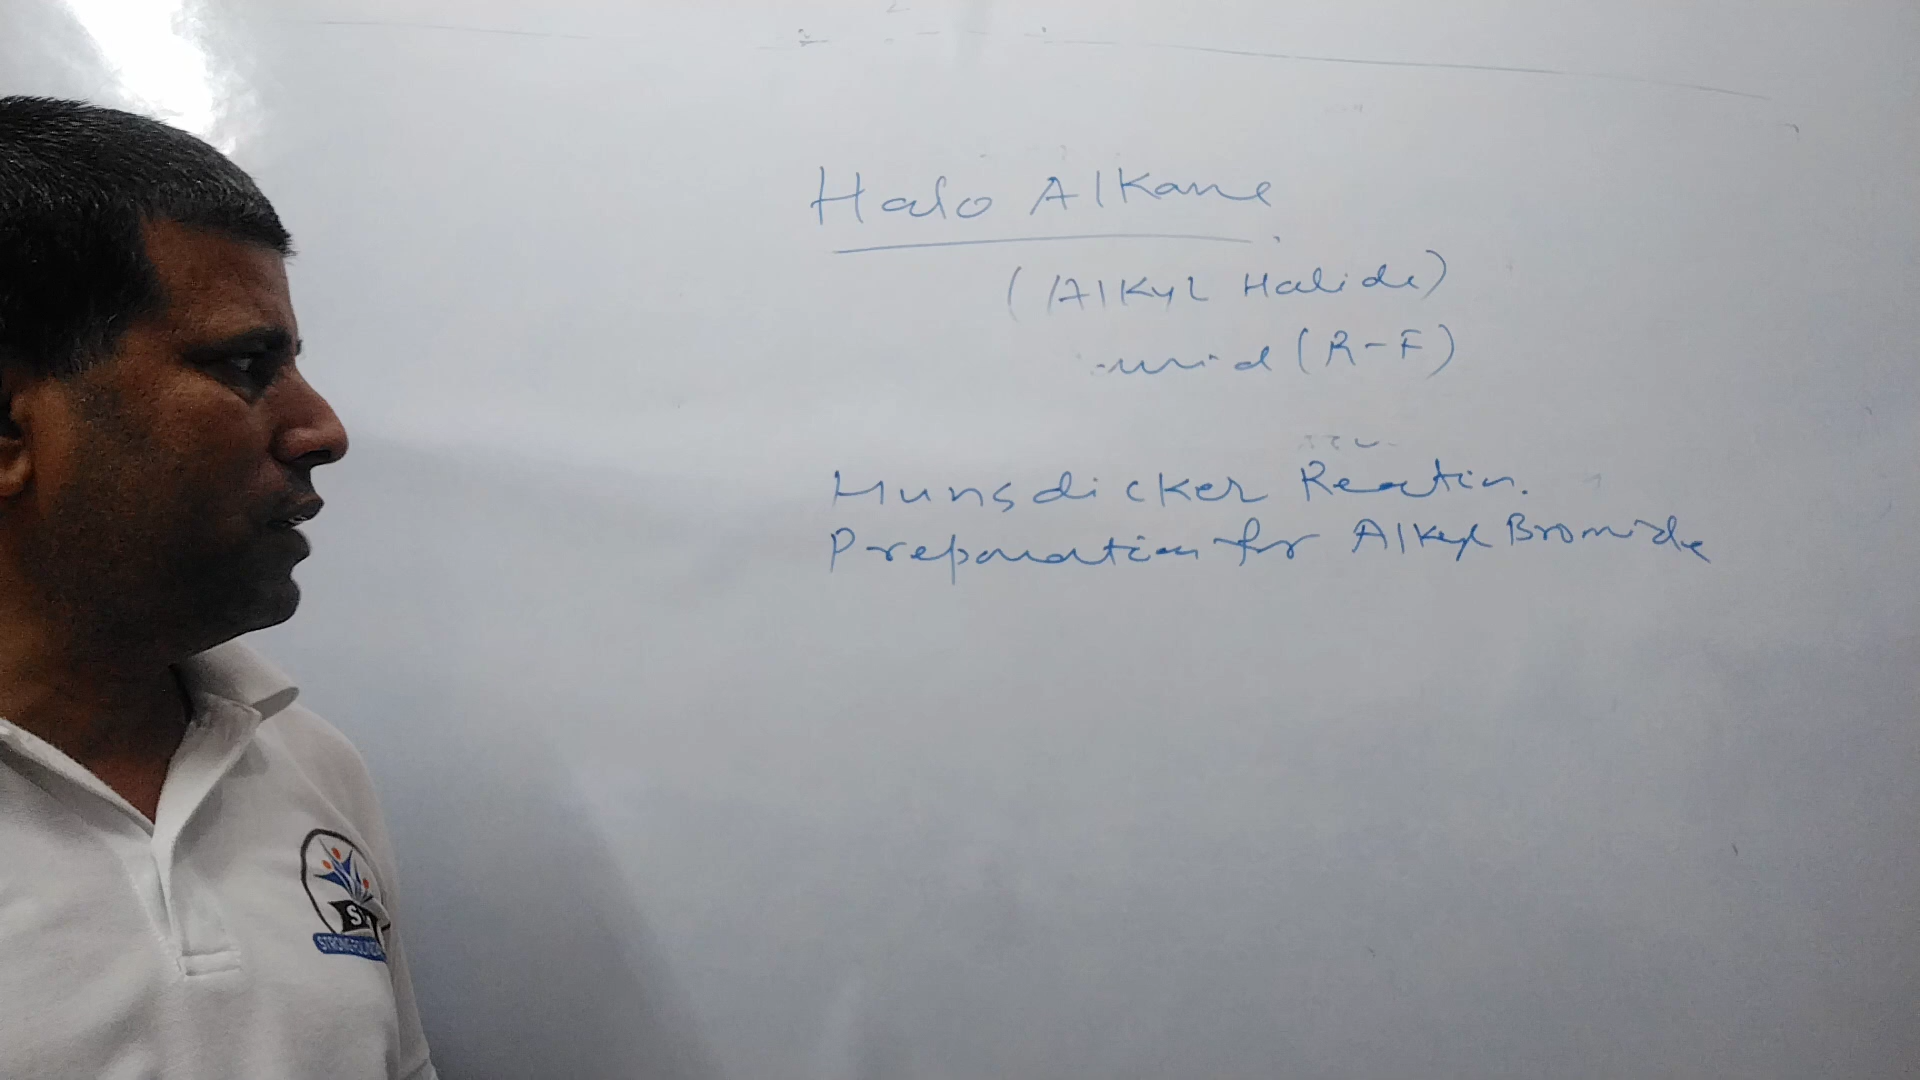 Halo Alkane
(Alkyl Halide)
(R-F)
Hunsdicker Reaction.
Preparation for Alkyl Bromide
S